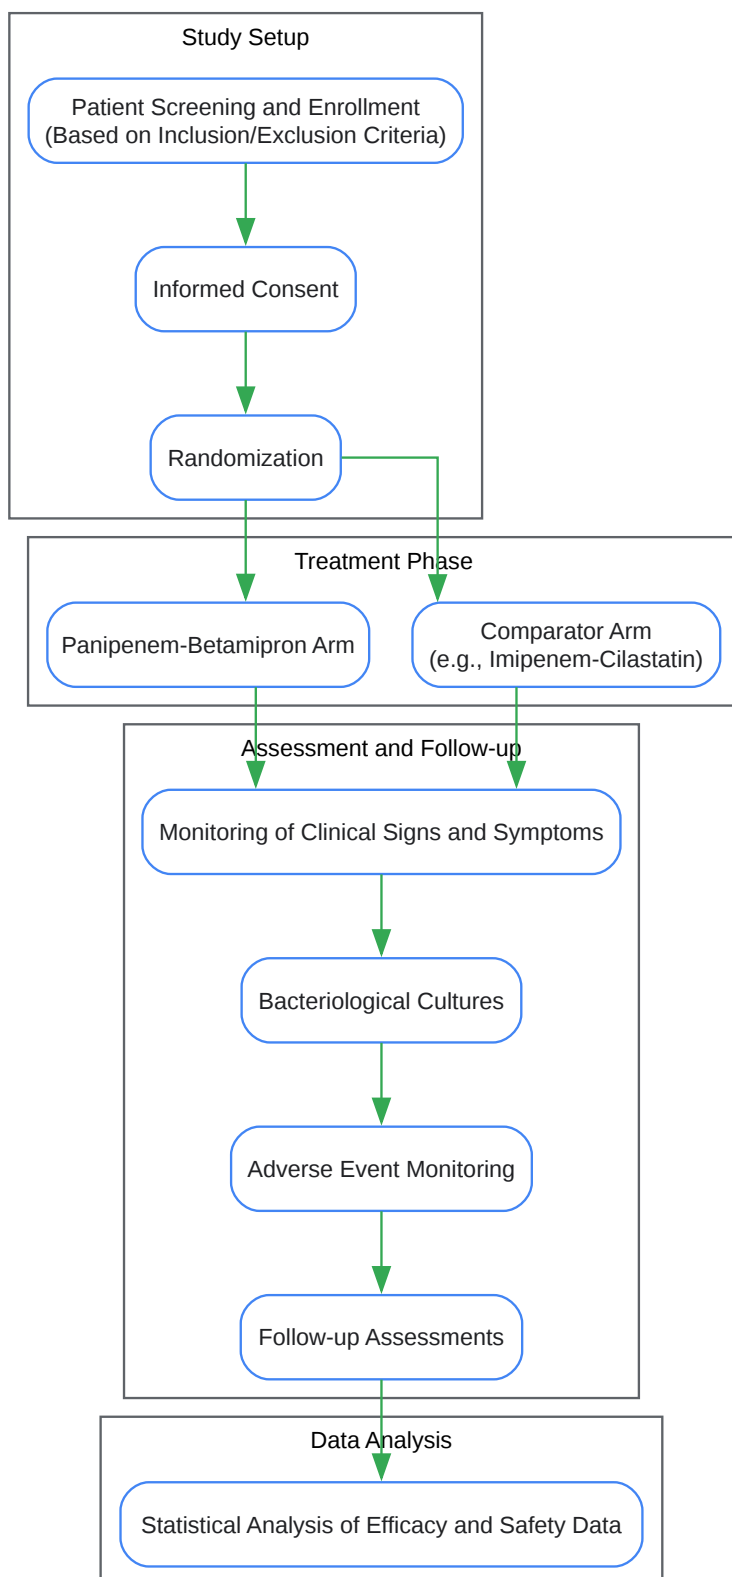 Study Setup
Patient Screening and Enrollment
(Based on Inclusion/Exclusion Criteria)
Informed Consent
Randomization
Treatment Phase
Panipenem-Betamipron Arm
Comparator Arm
(e.g., Imipenem-Cilastatin)
Assessment and Follow-up
Monitoring of Clinical Signs and Symptoms
Bacteriological Cultures
Adverse Event Monitoring
Follow-up Assessments
Data Analysis
Statistical Analysis of Efficacy and Safety Data